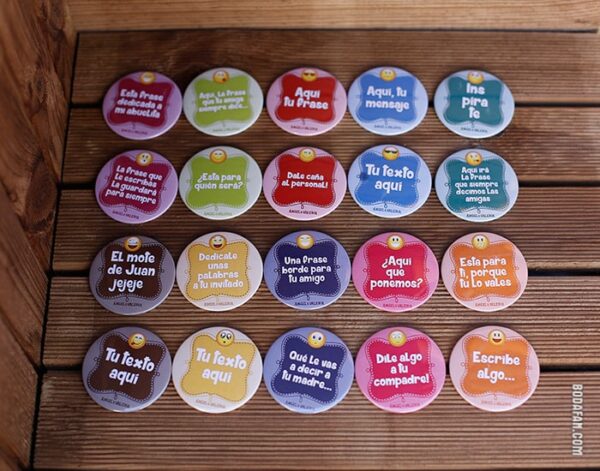 Esta frase
dedicada a
mi abuelita
Aquí, la frase
que tu amiga
siempre dice...
Aquí
tu frase
Aquí, tu
mensaje
Ins
pira
te
La frase que
le escribas
La guardará
para siempre
¿Esta para
quién será?
Dale caña
al personal!
Tu texto
aquí
Aquí irá
La frase
que siempre
decimos las
amigas
El mote
de Juan
jejeje
Dedícale
unas
palabras
a tu invitado
Una frase
borde para
tu amigo
¿Aquí
que
ponemos?
Esta para
ti, porque
tu lo vales
Tu texto
aquí
Tu texto
aquí
Qué le vas
a decir a
tu madre...
Dile algo
a tu
compadre!
Escribe
algo...
BODAFAN.COM